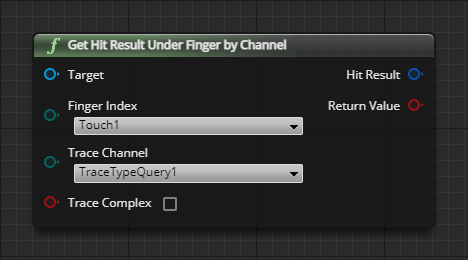 Get Hit Result Under Finger by Channel
Target
Hit Result
Finger Index
Return Value
Touch1
Trace Channel
TraceTypeQuery1
Trace Complex